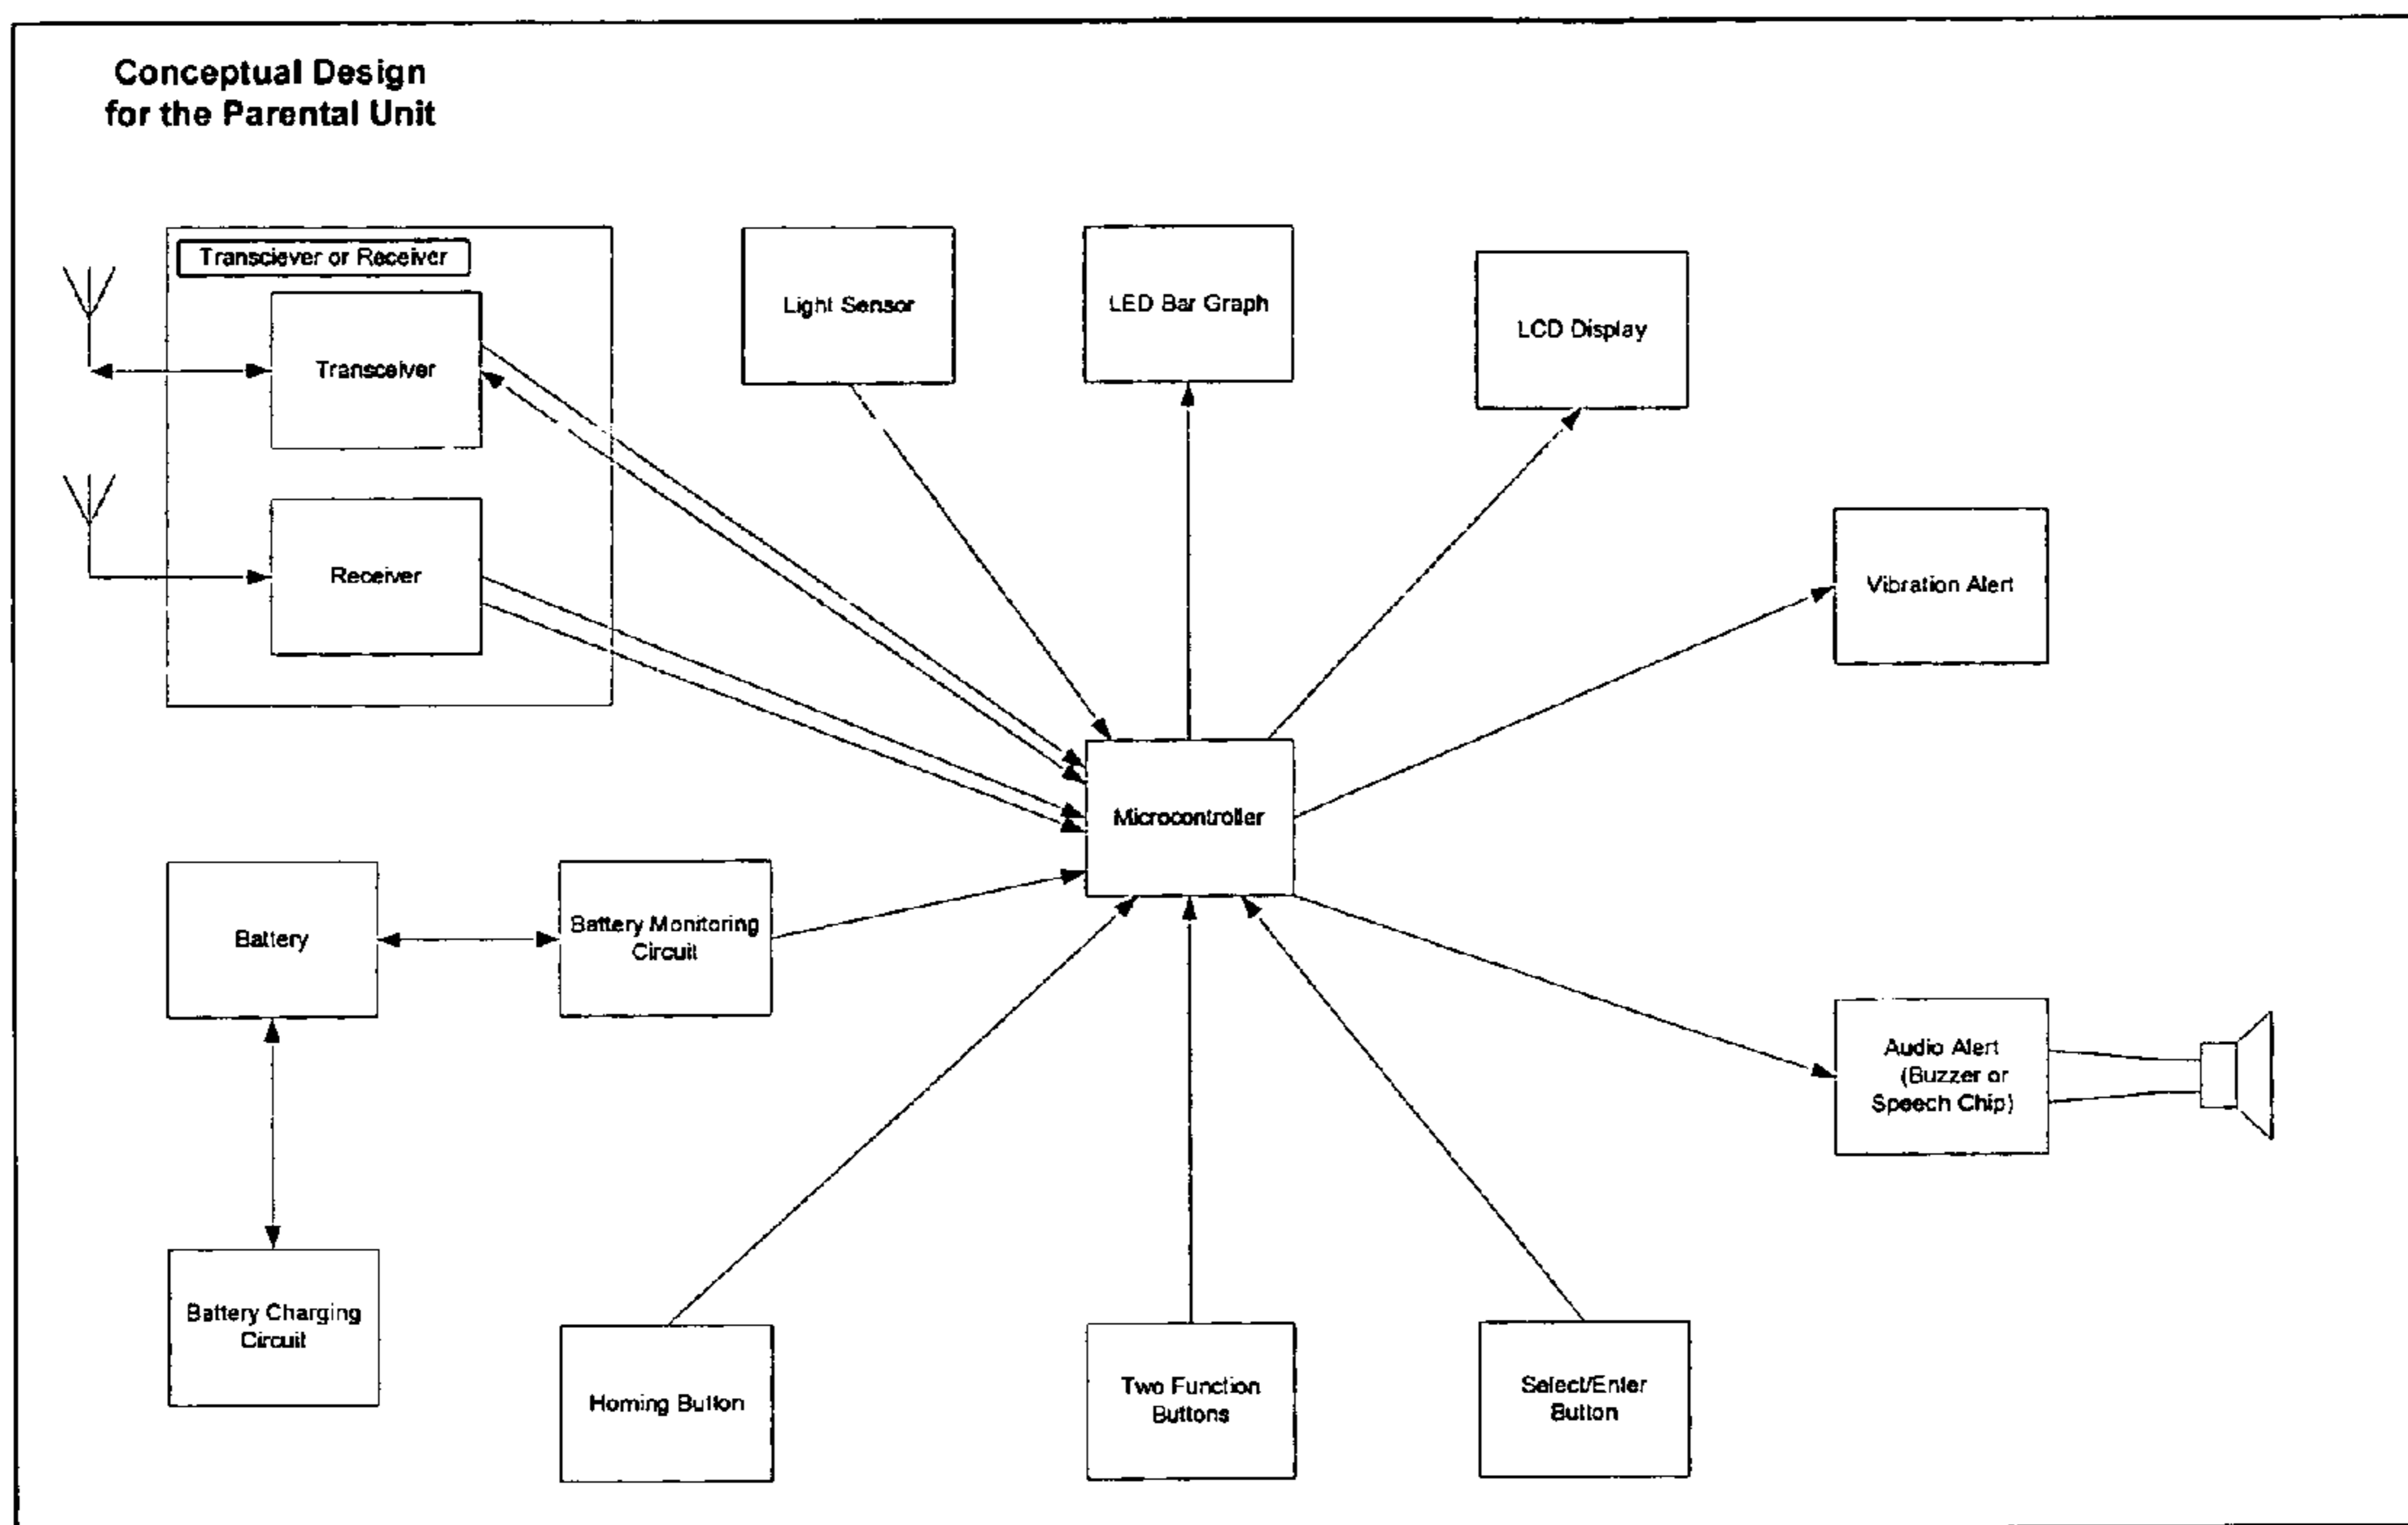 Conceptual Design
for the Parental Unit
Transciever or Receiver
Transceiver
Receiver
Light Sensor
LED Bar Graph
LCD Display
Vibration Alert
Microcontroller
Battery
Battery Monitoring
Circuit
Audio Alert
(Buzzer or
Speech Chip)
Battery Charging
Circuit
Homing Button
Two Function
Buttons
Select/Enter
Button